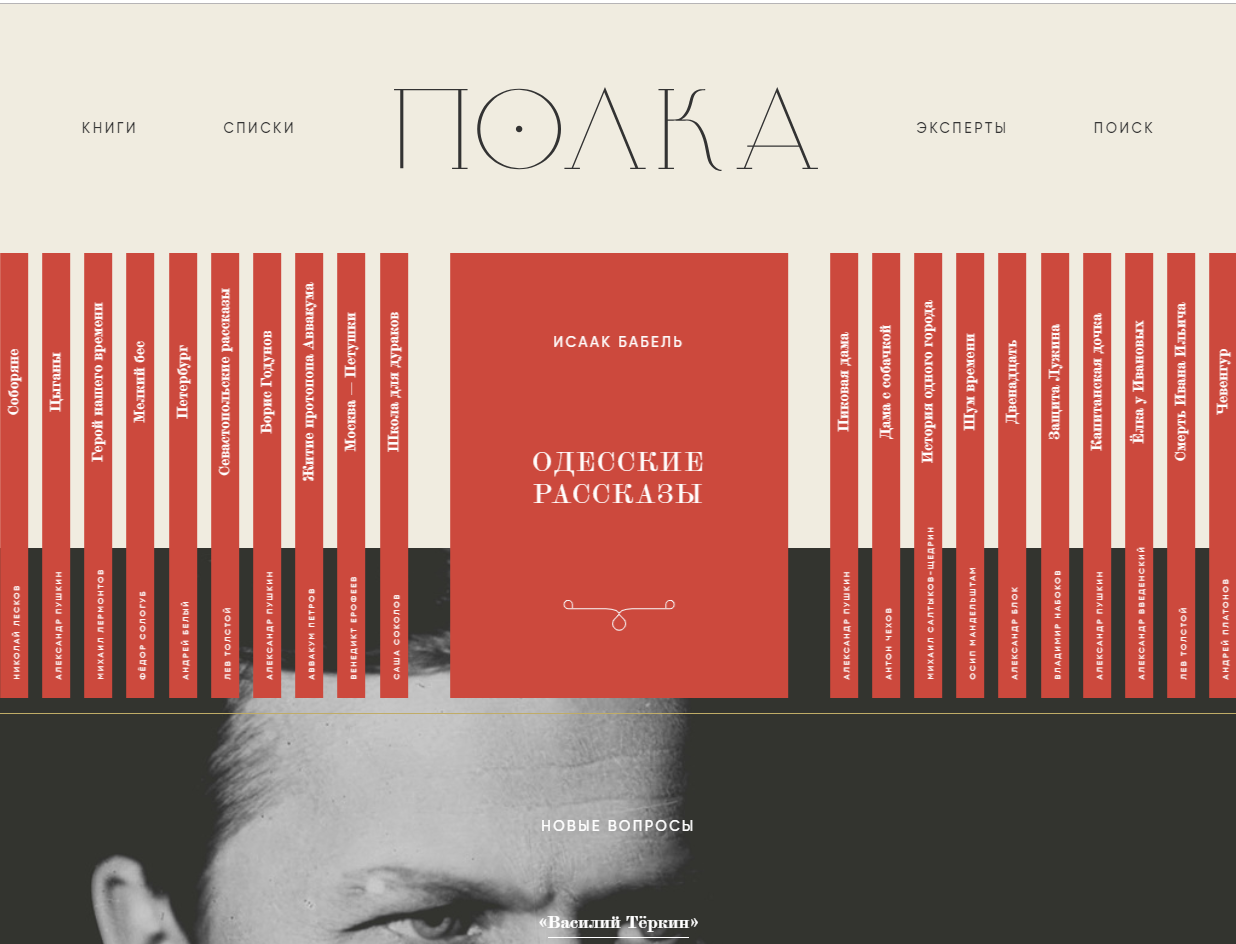 КНИГИ
СПИСКИ
ПОЛКА
ЭКСПЕРТЫ
ПОИСК
Соборяне
НИКОЛАЙ ЛЕСКОВ
Цыганы
АЛЕКСАНДР ПУШКИН
Герой нашего времени
МИХАИЛ ЛЕРМОНТОВ
Мелкий бес
ФЁДОР СОЛОГУБ
Петербург
АНДРЕЙ БЕЛЫЙ
Севастопольские рассказы
ЛЕВ ТОЛСТОЙ
Борис Годунов
АЛЕКСАНДР ПУШКИН
Житие протопопа Аввакума
АВВАКУМ ПЕТРОВ
Москва — Петушки
ВЕНЕДИКТ ЕРОФЕЕВ
Школа для дураков
САША СОКОЛОВ
ИСААК БАБЕЛЬ
ОДЕССКИЕ
РАССКАЗЫ
Пиковая дама
АЛЕКСАНДР ПУШКИН
Дама с собачкой
АНТОН ЧЕХОВ
История одного города
МИХАИЛ САЛТЫКОВ-ЩЕДРИН
Шум времени
ОСИП МАНДЕЛЬШТАМ
Двенадцать
АЛЕКСАНДР БЛОК
Защита Лужина
ВЛАДИМИР НАБОКОВ
Капитанская дочка
АЛЕКСАНДР ПУШКИН
Ёлка у Ивановых
АЛЕКСАНДР ВВЕДЕНСКИЙ
Смерть Ивана Ильича
ЛЕВ ТОЛСТОЙ
Чевенгур
АНДРЕЙ ПЛАТОНОВ
НОВЫЕ ВОПРОСЫ
«Василий Тёркин»